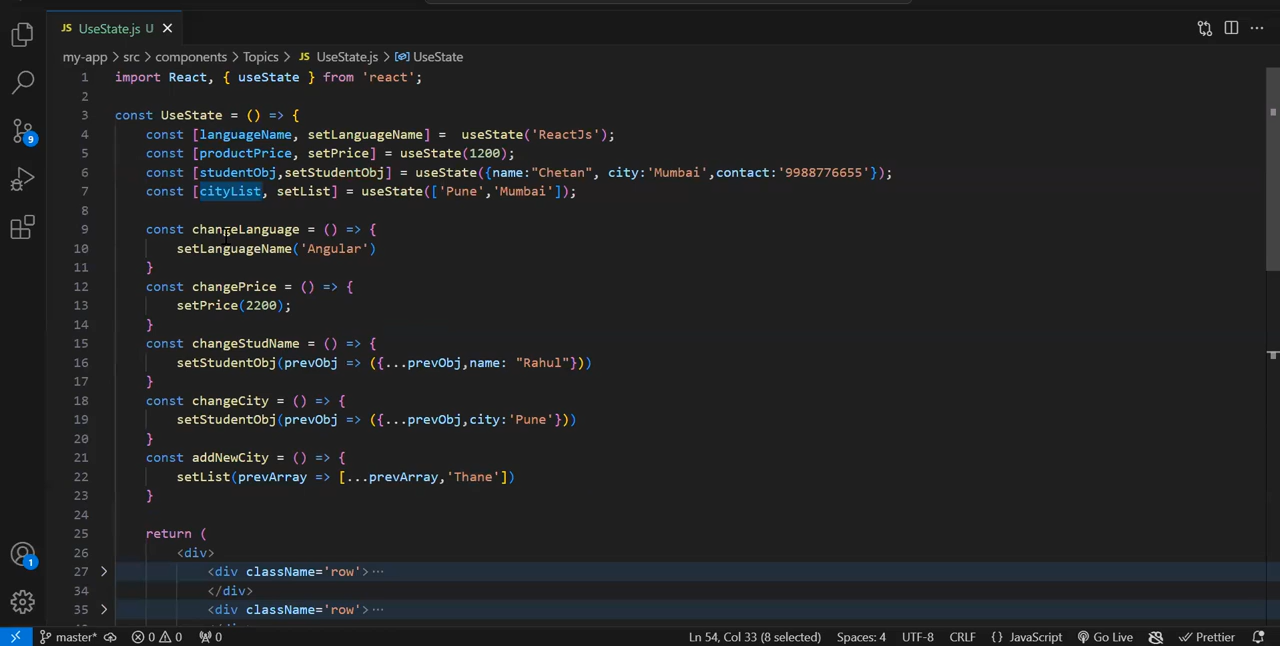 JS UseState.js U
my-app > src > components > Topics > JS UseState.js > UseState
1 import React, { useState } from 'react';
2
3 const UseState = () => {
4 const [languageName, setLanguageName] =  useState('ReactJs');
5 const [productPrice, setPrice] = useState(1200);
6 const [studentObj,setStudentObj] = useState({name:"Chetan", city:'Mumbai',contact:'9988776655'});
7 const [cityList, setList] = useState(['Pune','Mumbai']);
8
9 const changeLanguage = () => {
10 setLanguageName('Angular')
11 }
12 const changePrice = () => {
13 setPrice(2200);
14 }
15 const changeStudName = () => {
16 setStudentObj(prevObj => ({...prevObj,name: "Rahul"}))
17 }
18 const changeCity = () => {
19 setStudentObj(prevObj => ({...prevObj,city:'Pune'}))
20 }
21 const addNewCity = () => {
22 setList(prevArray => [...prevArray,'Thane'])
23 }
24
25 return (
26 <div>
27 <div className='row'>...
34 </div>
35 <div className='row'>...
9
1
master* 0 0 0 Ln 54, Col 33 (8 selected) Spaces: 4 UTF-8 CRLF {} JavaScript Go Live Prettier